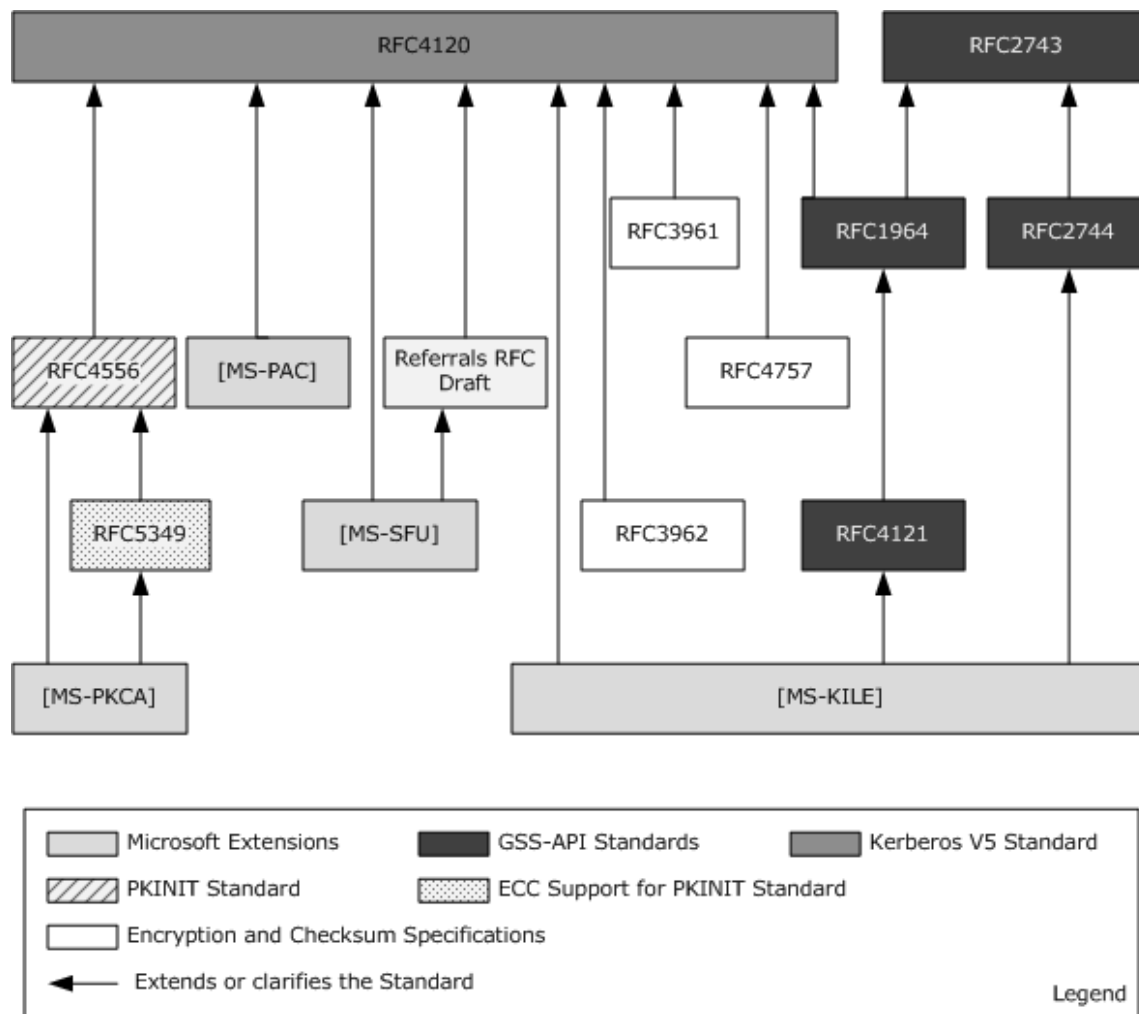 RFC4120
RFC2743
RFC3961
RFC1964
RFC2744
RFC4556
[MS-PAC]
Referrals RFC
Draft
RFC4757
RFC5349
[MS-SFU]
RFC3962
RFC4121
[MS-PKCA]
[MS-KILE]
Microsoft Extensions
GSS-API Standards
Kerberos V5 Standard
PKINIT Standard
ECC Support for PKINIT Standard
Encryption and Checksum Specifications
Extends or clarifies the Standard
Legend